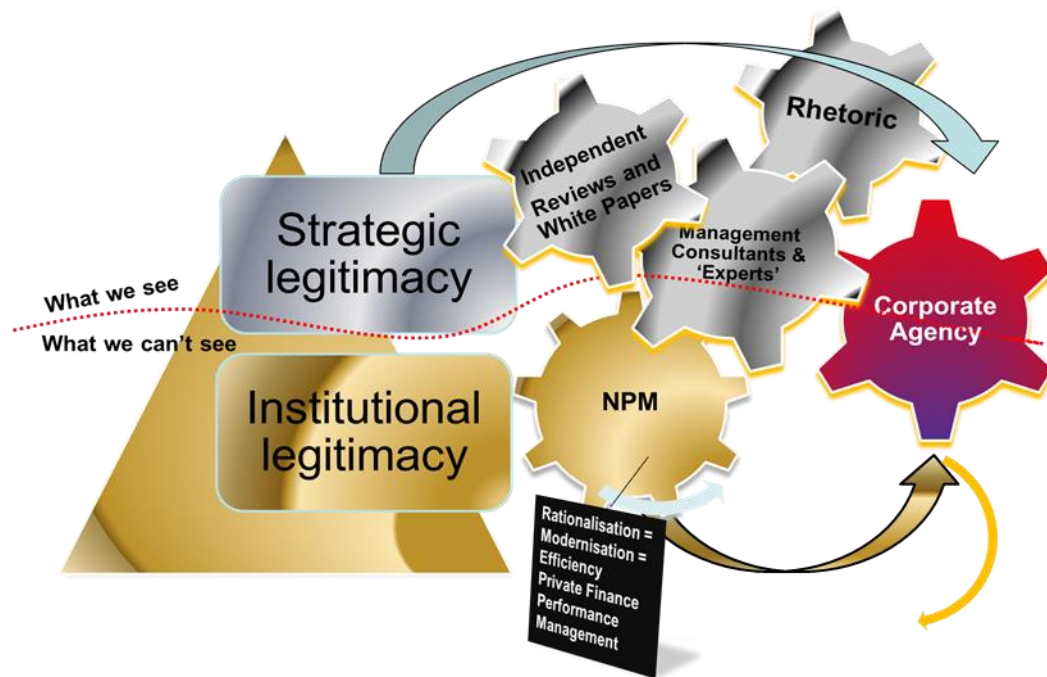 Rhetoric
Independent
Reviews and
White Papers
Strategic
legitimacy
Management
Consultants &
‘Experts’
What we see
What we can’t see
Corporate
Agency
Institutional
legitimacy
NPM
Rationalisation =
Modernisation =
Efficiency
Private Finance
Performance
Management